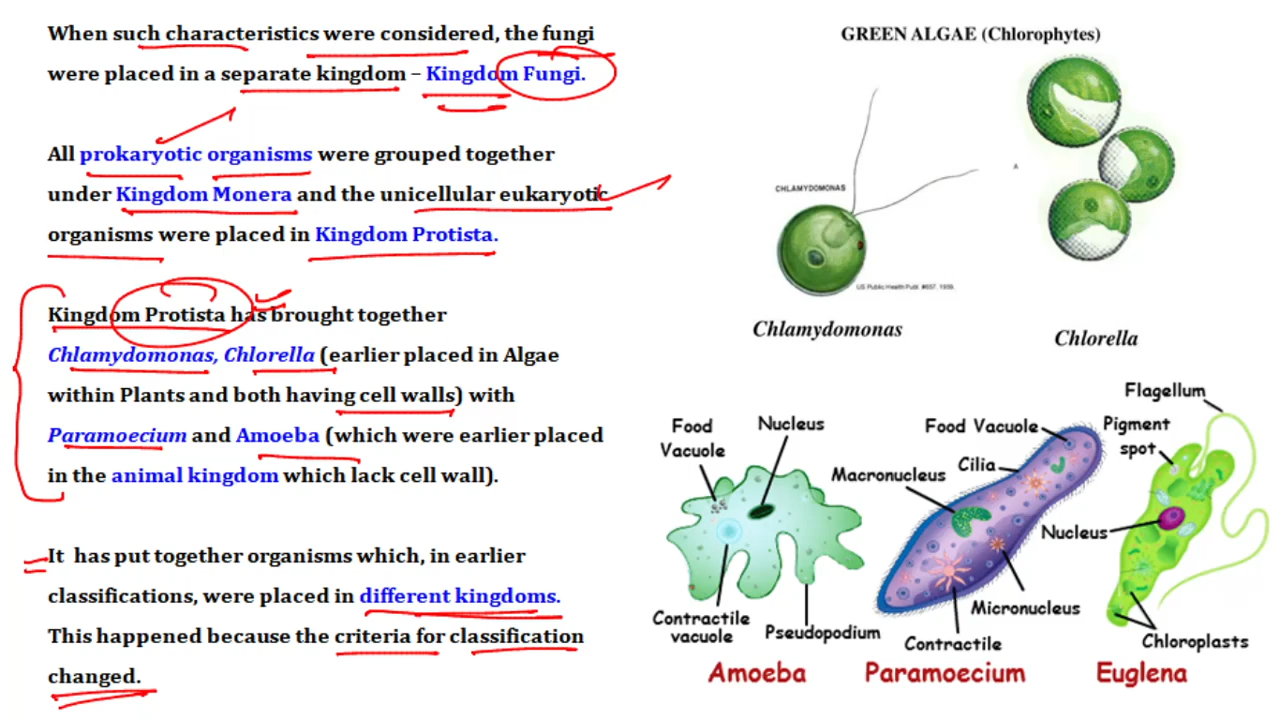 When such characteristics were considered, the fungi
were placed in a separate kingdom – Kingdom Fungi.
All prokaryotic organisms were grouped together
under Kingdom Monera and the unicellular eukaryotic
organisms were placed in Kingdom Protista.
Kingdom Protista has brought together
Chlamydomonas, Chlorella (earlier placed in Algae
within Plants and both having cell walls) with
Paramoecium and Amoeba (which were earlier placed
in the animal kingdom which lack cell wall).
It has put together organisms which, in earlier
classifications, were placed in different kingdoms.
This happened because the criteria for classification
changed.
GREEN ALGAE (Chlorophytes)
CHLAMYDOMONAS
A
US Public Health Publ. #657, 1959.
Chlamydomonas
Chlorella
Food
Vacuole
Nucleus
Contractile
vacuole
Pseudopodium
Amoeba
Food Vacuole
Cilia
Macronucleus
Micronucleus
Contractile
Paramoecium
Flagellum
Pigment
spot
Nucleus
Chloroplasts
Euglena